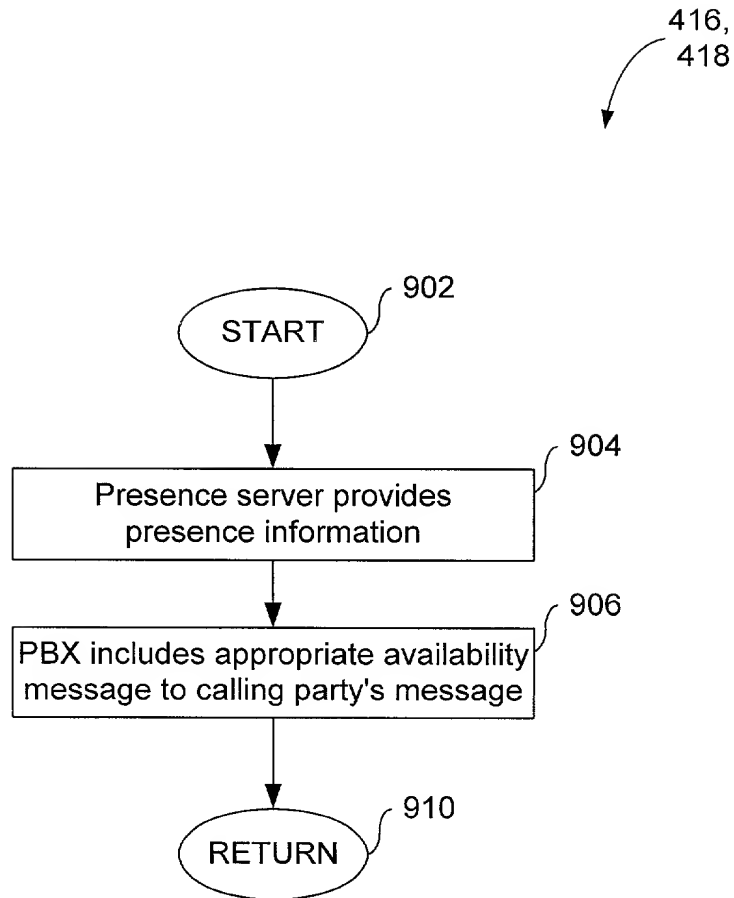 416,
418
902
START
904
Presence server provides
presence information
906
PBX includes appropriate availability
message to calling party's message
910
RETURN